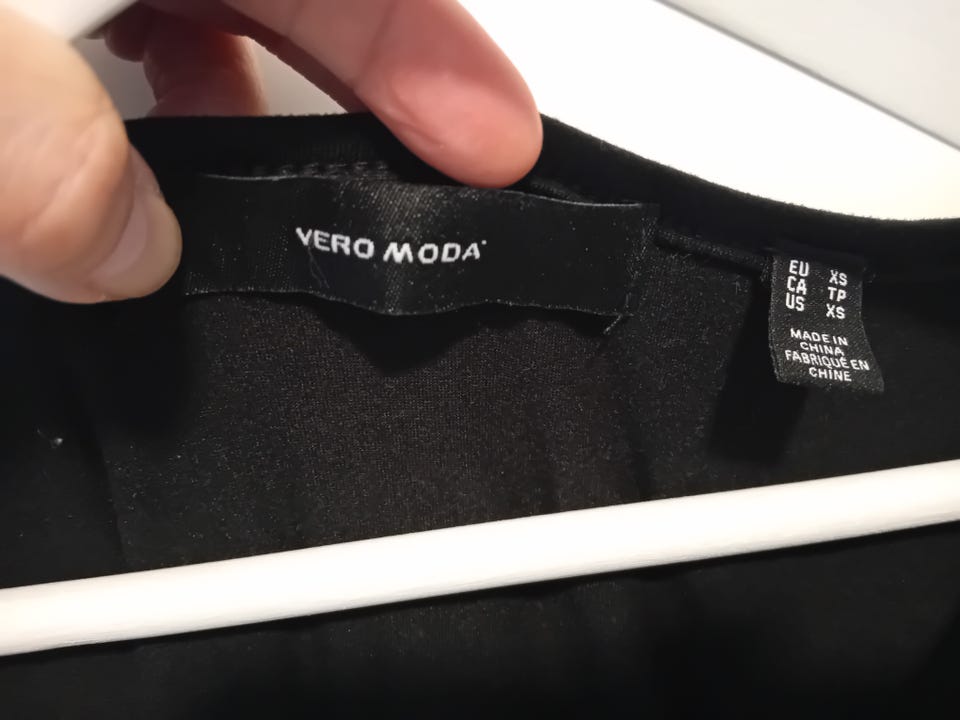 VERO MODA
EU XS
CA TP
US XS
MADE IN
CHINA
FABRIQUÉ EN
CHINE